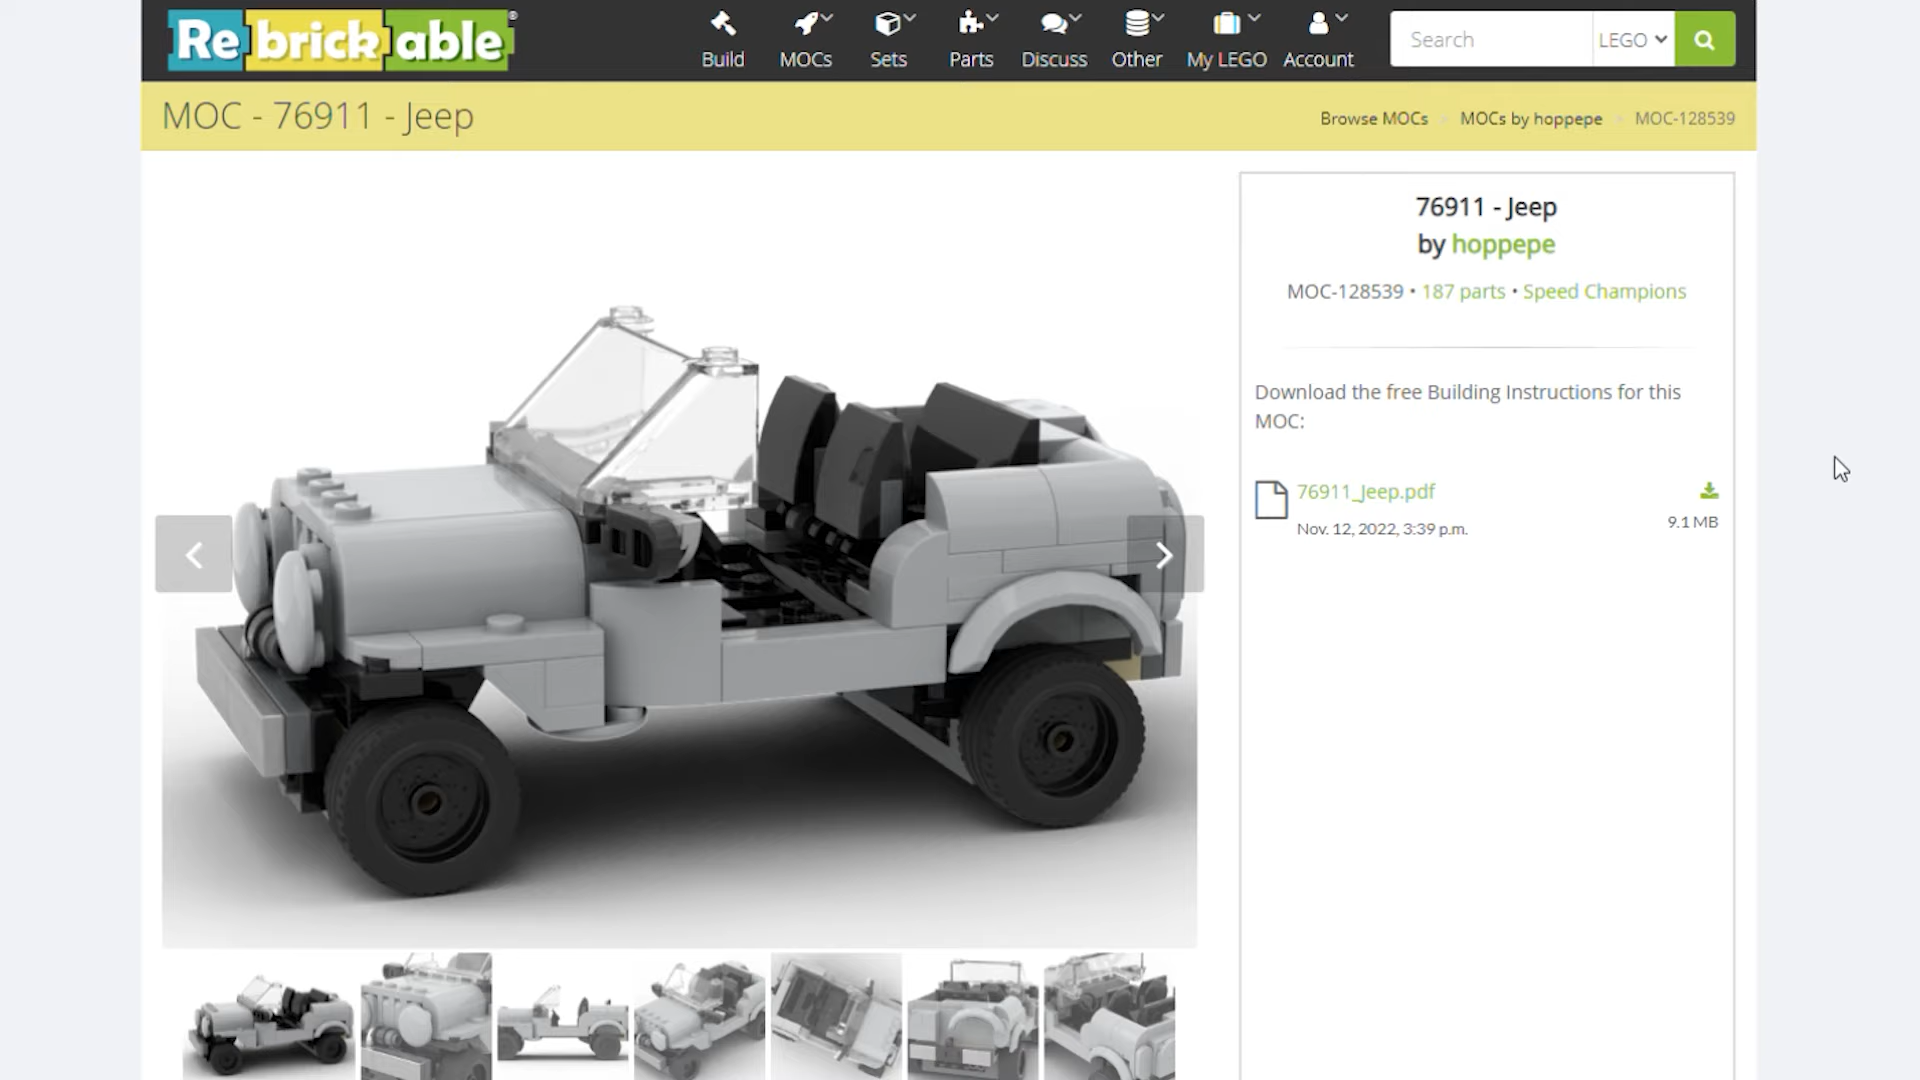 Rebrickable®
Build
MOCs
Sets
Parts
Discuss
Other
My LEGO
Account
Search
LEGO
MOC - 76911 - Jeep
Browse MOCs
MOCs by hoppepe
MOC-128539
76911 - Jeep
by hoppepe
MOC-128539 • 187 parts • Speed Champions
Download the free Building Instructions for this
MOC:
76911_Jeep.pdf
Nov. 12, 2022, 3:39 p.m.
9.1 MB